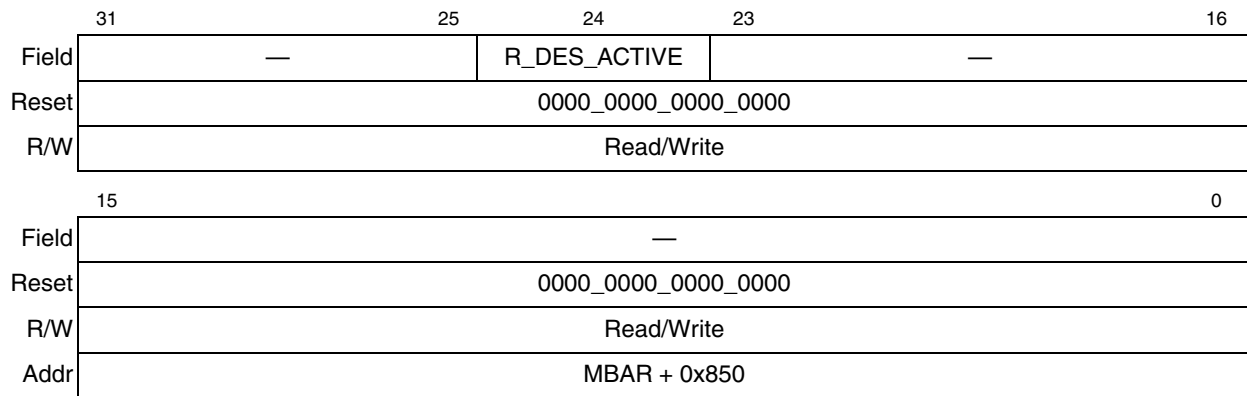 31 25 24 23 16
Field — R_DES_ACTIVE —
Reset 0000_0000_0000_0000
R/W Read/Write
15 0
Field —
Reset 0000_0000_0000_0000
R/W Read/Write
Addr MBAR + 0x850